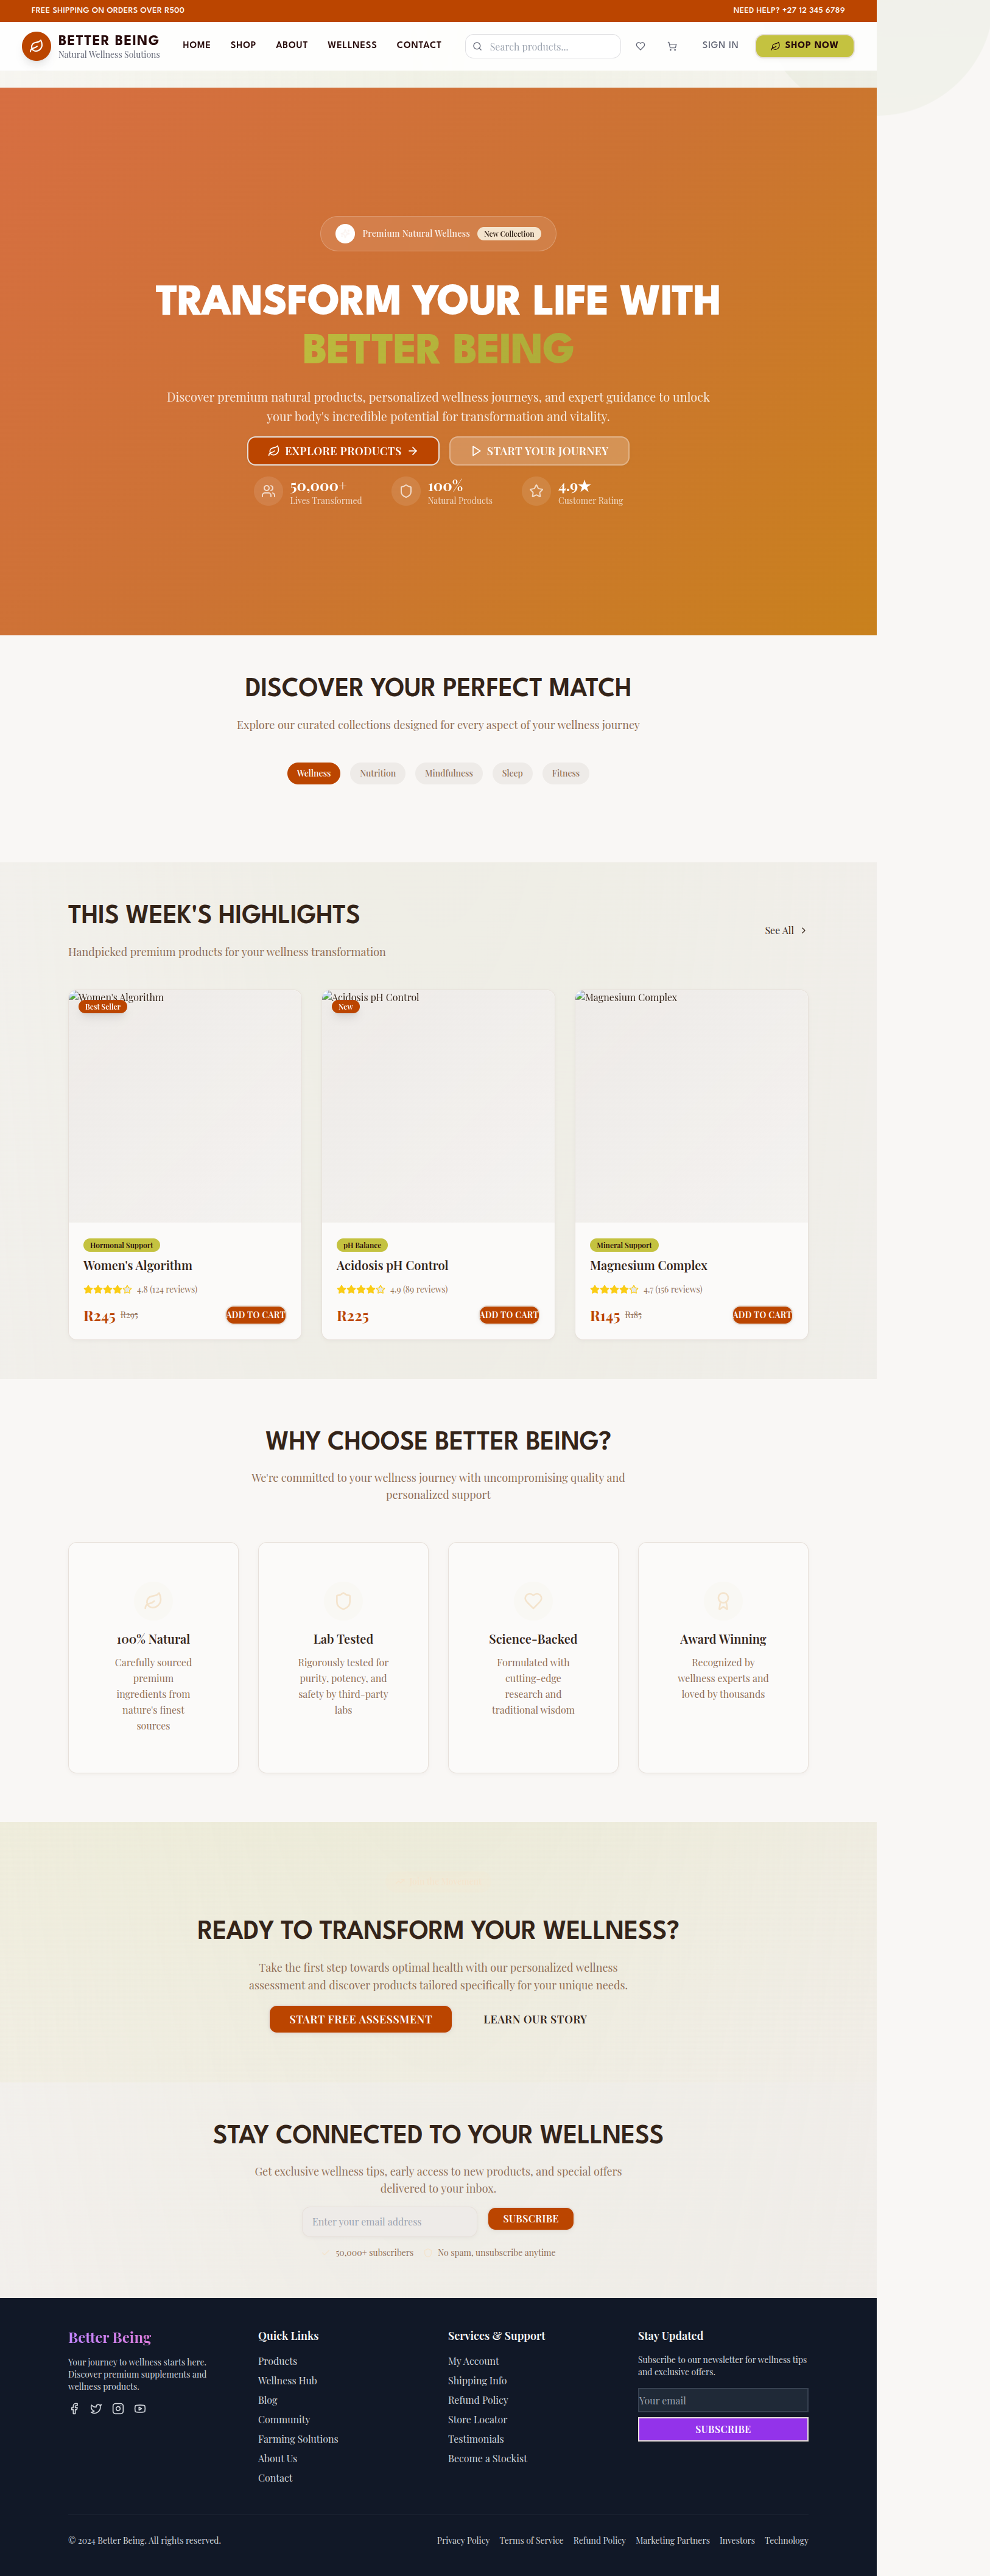 FREE SHIPPING ON ORDERS OVER R500
NEED HELP? +27 12 345 6789
BETTER BEING
Natural Wellness Solutions
HOME SHOP ABOUT WELLNESS CONTACT
Search products...
SIGN IN
SHOP NOW
Premium Natural Wellness New Collection
TRANSFORM YOUR LIFE WITH
BETTER BEING
Discover premium natural products, personalized wellness journeys, and expert guidance to unlock
your body's incredible potential for transformation and vitality.
EXPLORE PRODUCTS
START YOUR JOURNEY
50,000+
Lives Transformed
100%
Natural Products
4.9★
Customer Rating
DISCOVER YOUR PERFECT MATCH
Explore our curated collections designed for every aspect of your wellness journey
Wellness Nutrition Mindfulness Sleep Fitness
THIS WEEK'S HIGHLIGHTS
See All
Handpicked premium products for your wellness transformation
Women's Algorithm
Best Seller
Hormonal Support
Women's Algorithm
4.8 (124 reviews)
R245 R295
ADD TO CART
Acidosis pH Control
New
pH Balance
Acidosis pH Control
4.9 (89 reviews)
R225
ADD TO CART
Magnesium Complex
Mineral Support
Magnesium Complex
4.7 (156 reviews)
R145 R185
ADD TO CART
WHY CHOOSE BETTER BEING?
We're committed to your wellness journey with uncompromising quality and
personalized support
100% Natural
Carefully sourced
premium
ingredients from
nature's finest
sources
Lab Tested
Rigorously tested for
purity, potency, and
safety by third-party
labs
Science-Backed
Formulated with
cutting-edge
research and
traditional wisdom
Award Winning
Recognized by
wellness experts and
loved by thousands
READY TO TRANSFORM YOUR WELLNESS?
Take the first step towards optimal health with our personalized wellness
assessment and discover products tailored specifically for your unique needs.
START FREE ASSESSMENT
LEARN OUR STORY
STAY CONNECTED TO YOUR WELLNESS
Get exclusive wellness tips, early access to new products, and special offers
delivered to your inbox.
Enter your email address
SUBSCRIBE
50,000+ subscribers
No spam, unsubscribe anytime
Better Being
Your journey to wellness starts here.
Discover premium supplements and
wellness products.
Quick Links
Products
Wellness Hub
Blog
Community
Farming Solutions
About Us
Contact
Services & Support
My Account
Shipping Info
Refund Policy
Store Locator
Testimonials
Become a Stockist
Stay Updated
Subscribe to our newsletter for wellness tips
and exclusive offers.
Your email
SUBSCRIBE
© 2024 Better Being. All rights reserved.
Privacy Policy Terms of Service Refund Policy Marketing Partners Investors Technology